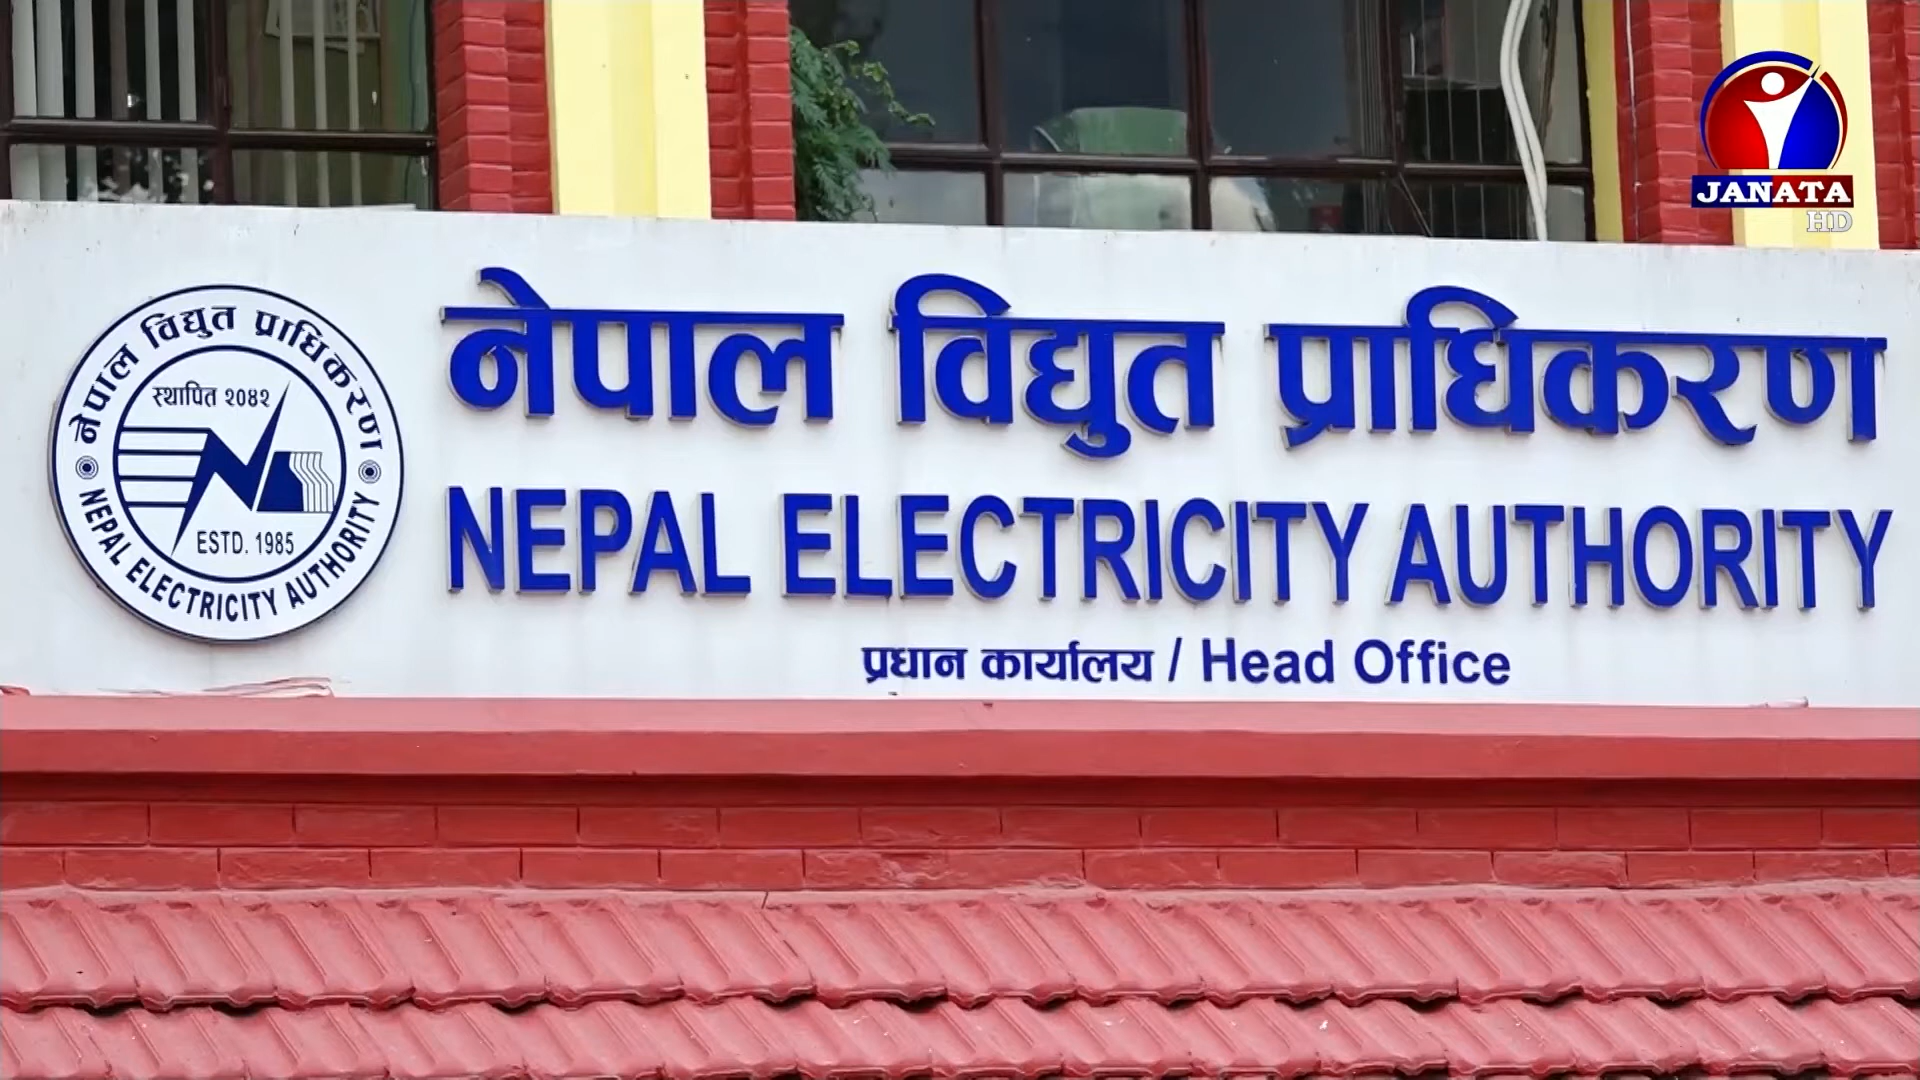 JANATA
HD
नेपाल विद्युत प्राधिकरण
स्थापित २०४२
ESTD. 1985
NEPAL ELECTRICITY AUTHORITY
नेपाल विद्युत प्राधिकरण
NEPAL ELECTRICITY AUTHORITY
प्रधान कार्यालय / Head Office